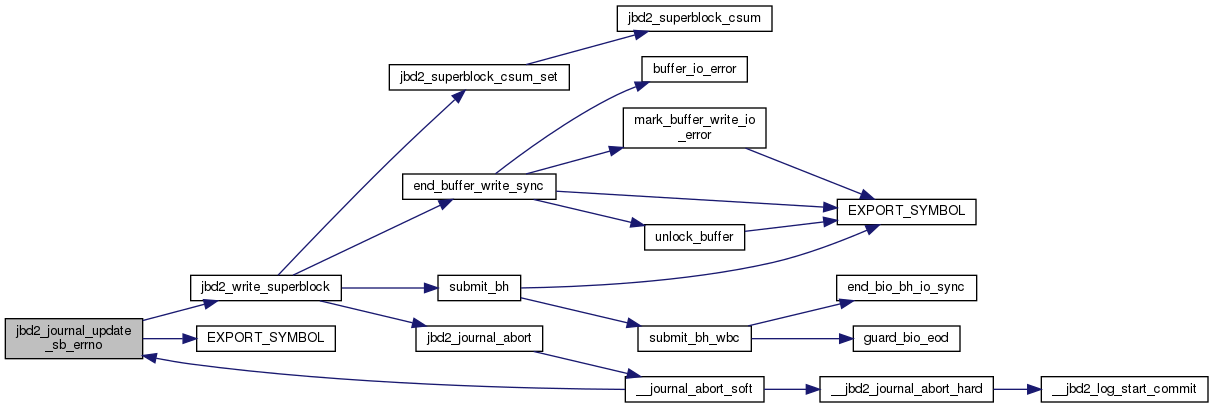 jbd2_superblock_csum
jbd2_superblock_csum_set
buffer_io_error
mark_buffer_write_io
_error
end_buffer_write_sync
EXPORT_SYMBOL
unlock_buffer
jbd2_write_superblock
submit_bh
end_bio_bh_io_sync
jbd2_journal_update
_sb_errno
EXPORT_SYMBOL
jbd2_journal_abort
submit_bh_wbc
guard_bio_eod
__journal_abort_soft
__jbd2_journal_abort_hard
__jbd2_log_start_commit